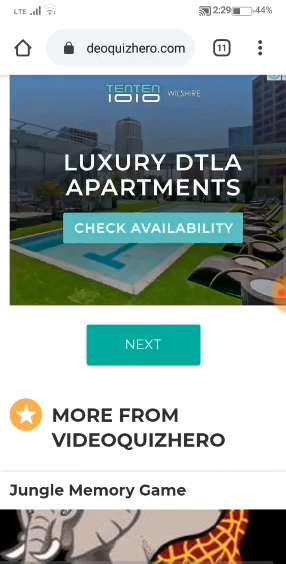 LTE 2:29 44%
deoquizhero.com 11
TENTEN
1010 WILSHIRE
LUXURY DTLA
APARTMENTS
CHECK AVAILABILITY
NEXT
MORE FROM
VIDEOQUIZHERO
Jungle Memory Game